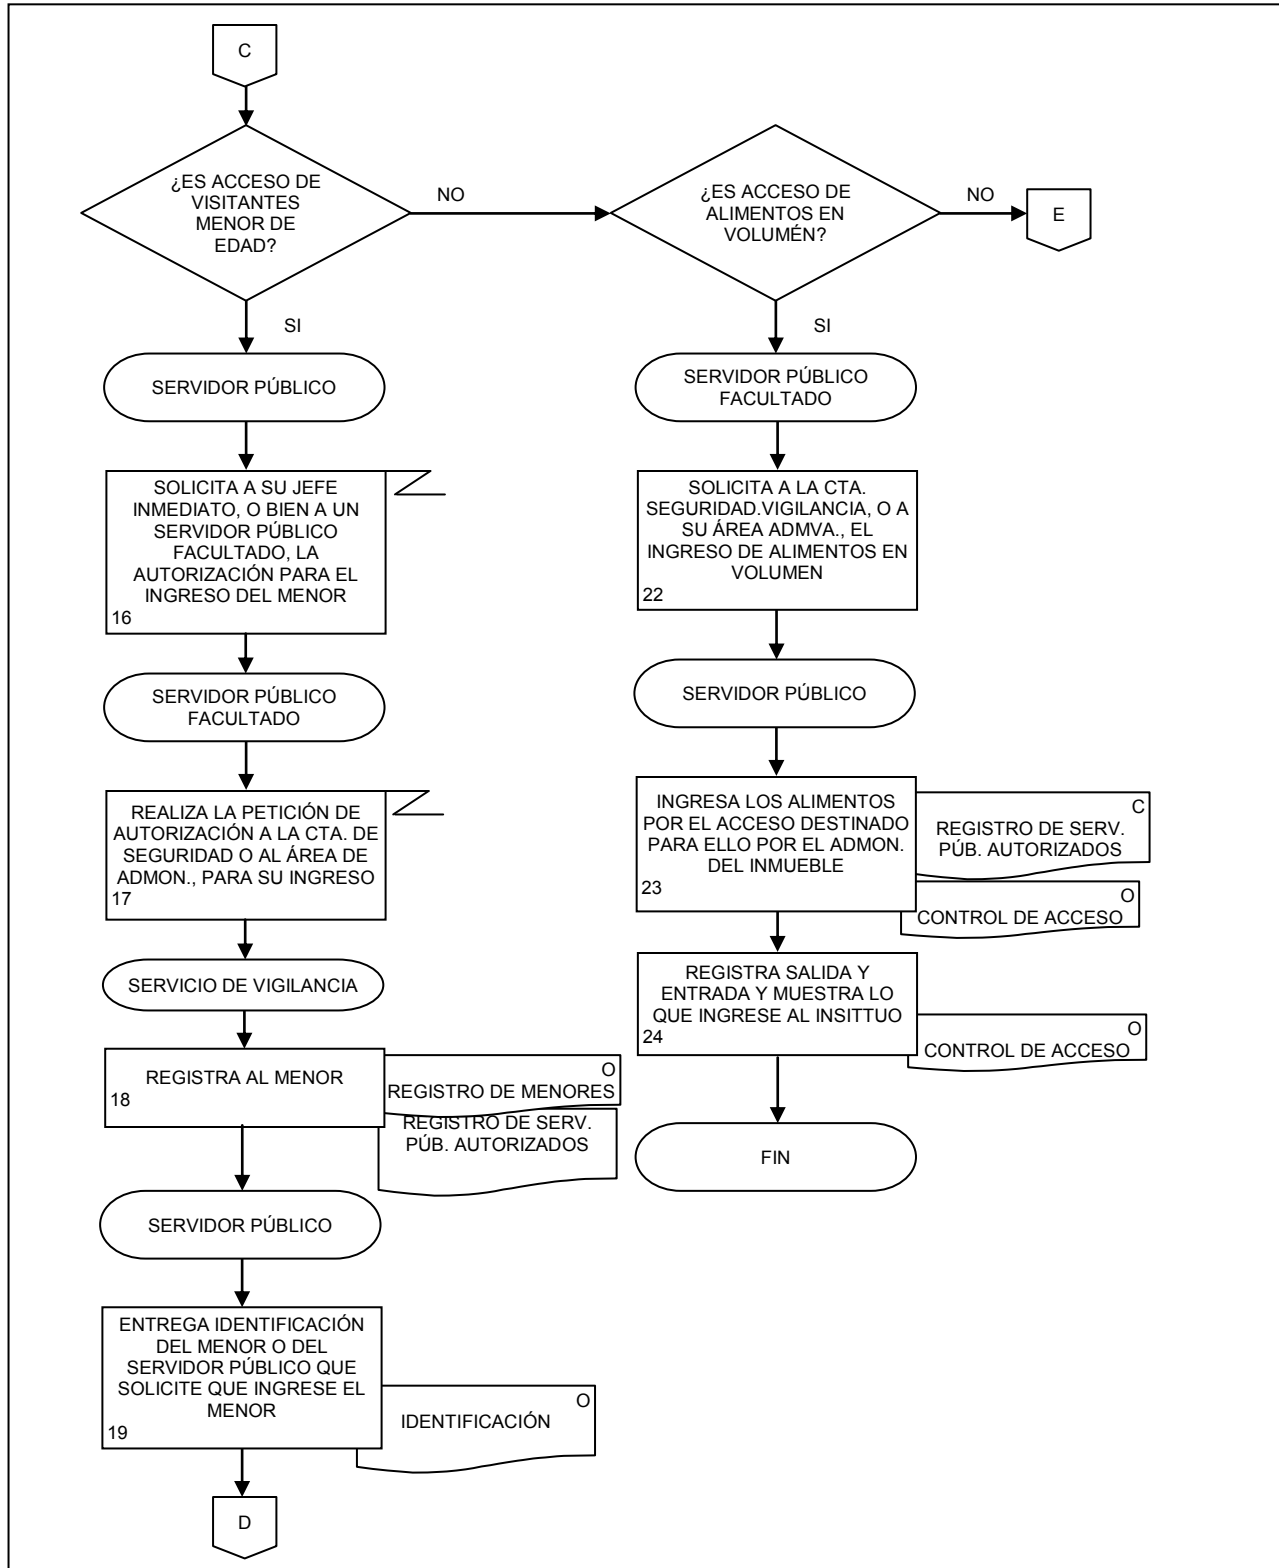 C
¿ES ACCESO DE
VISITANTES
MENOR DE
EDAD?
NO
¿ES ACCESO DE
ALIMENTOS EN
VOLUMÉN?
NO
E
SI
SERVIDOR PÚBLICO
SOLICITA A SU JEFE
INMEDIATO, O BIEN A UN
SERVIDOR PÚBLICO
FACULTADO, LA
AUTORIZACIÓN PARA EL
INGRESO DEL MENOR
16
SERVIDOR PÚBLICO
FACULTADO
REALIZA LA PETICIÓN DE
AUTORIZACIÓN A LA CTA. DE
SEGURIDAD O AL ÁREA DE
ADMON., PARA SU INGRESO
17
SERVICIO DE VIGILANCIA
REGISTRA AL MENOR
18
O
REGISTRO DE MENORES
REGISTRO DE SERV.
PÚB. AUTORIZADOS
SERVIDOR PÚBLICO
ENTREGA IDENTIFICACIÓN
DEL MENOR O DEL
SERVIDOR PÚBLICO QUE
SOLICITE QUE INGRESE EL
MENOR
19
O
IDENTIFICACIÓN
D
SI
SERVIDOR PÚBLICO
FACULTADO
SOLICITA A LA CTA.
SEGURIDAD.VIGILANCIA, O A
SU ÁREA ADMVA., EL
INGRESO DE ALIMENTOS EN
VOLUMEN
22
SERVIDOR PÚBLICO
INGRESA LOS ALIMENTOS
POR EL ACCESO DESTINADO
PARA ELLO POR EL ADMON.
DEL INMUEBLE
23
C
REGISTRO DE SERV.
PÚB. AUTORIZADOS
O
CONTROL DE ACCESO
REGISTRA SALIDA Y
ENTRADA Y MUESTRA LO
QUE INGRESE AL INSITTUO
24
O
CONTROL DE ACCESO
FIN